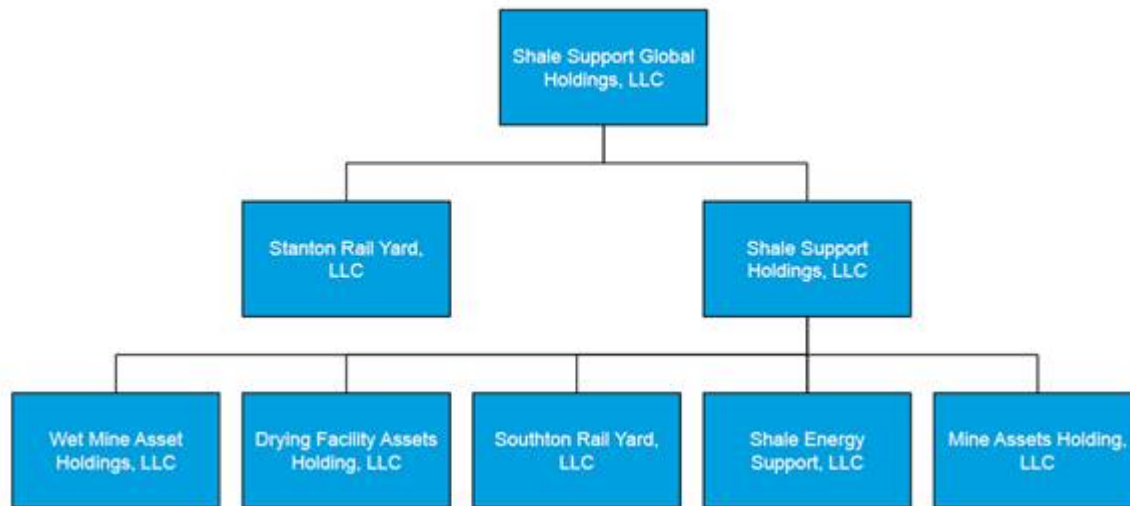 Shale Support Global
Holdings, LLC
Stanton Rail Yard,
LLC
Shale Support
Holdings, LLC
Wet Mine Asset
Holdings, LLC
Drying Facility Assets
Holding, LLC
Southton Rail Yard,
LLC
Shale Energy
Support, LLC
Mine Assets Holding,
LLC